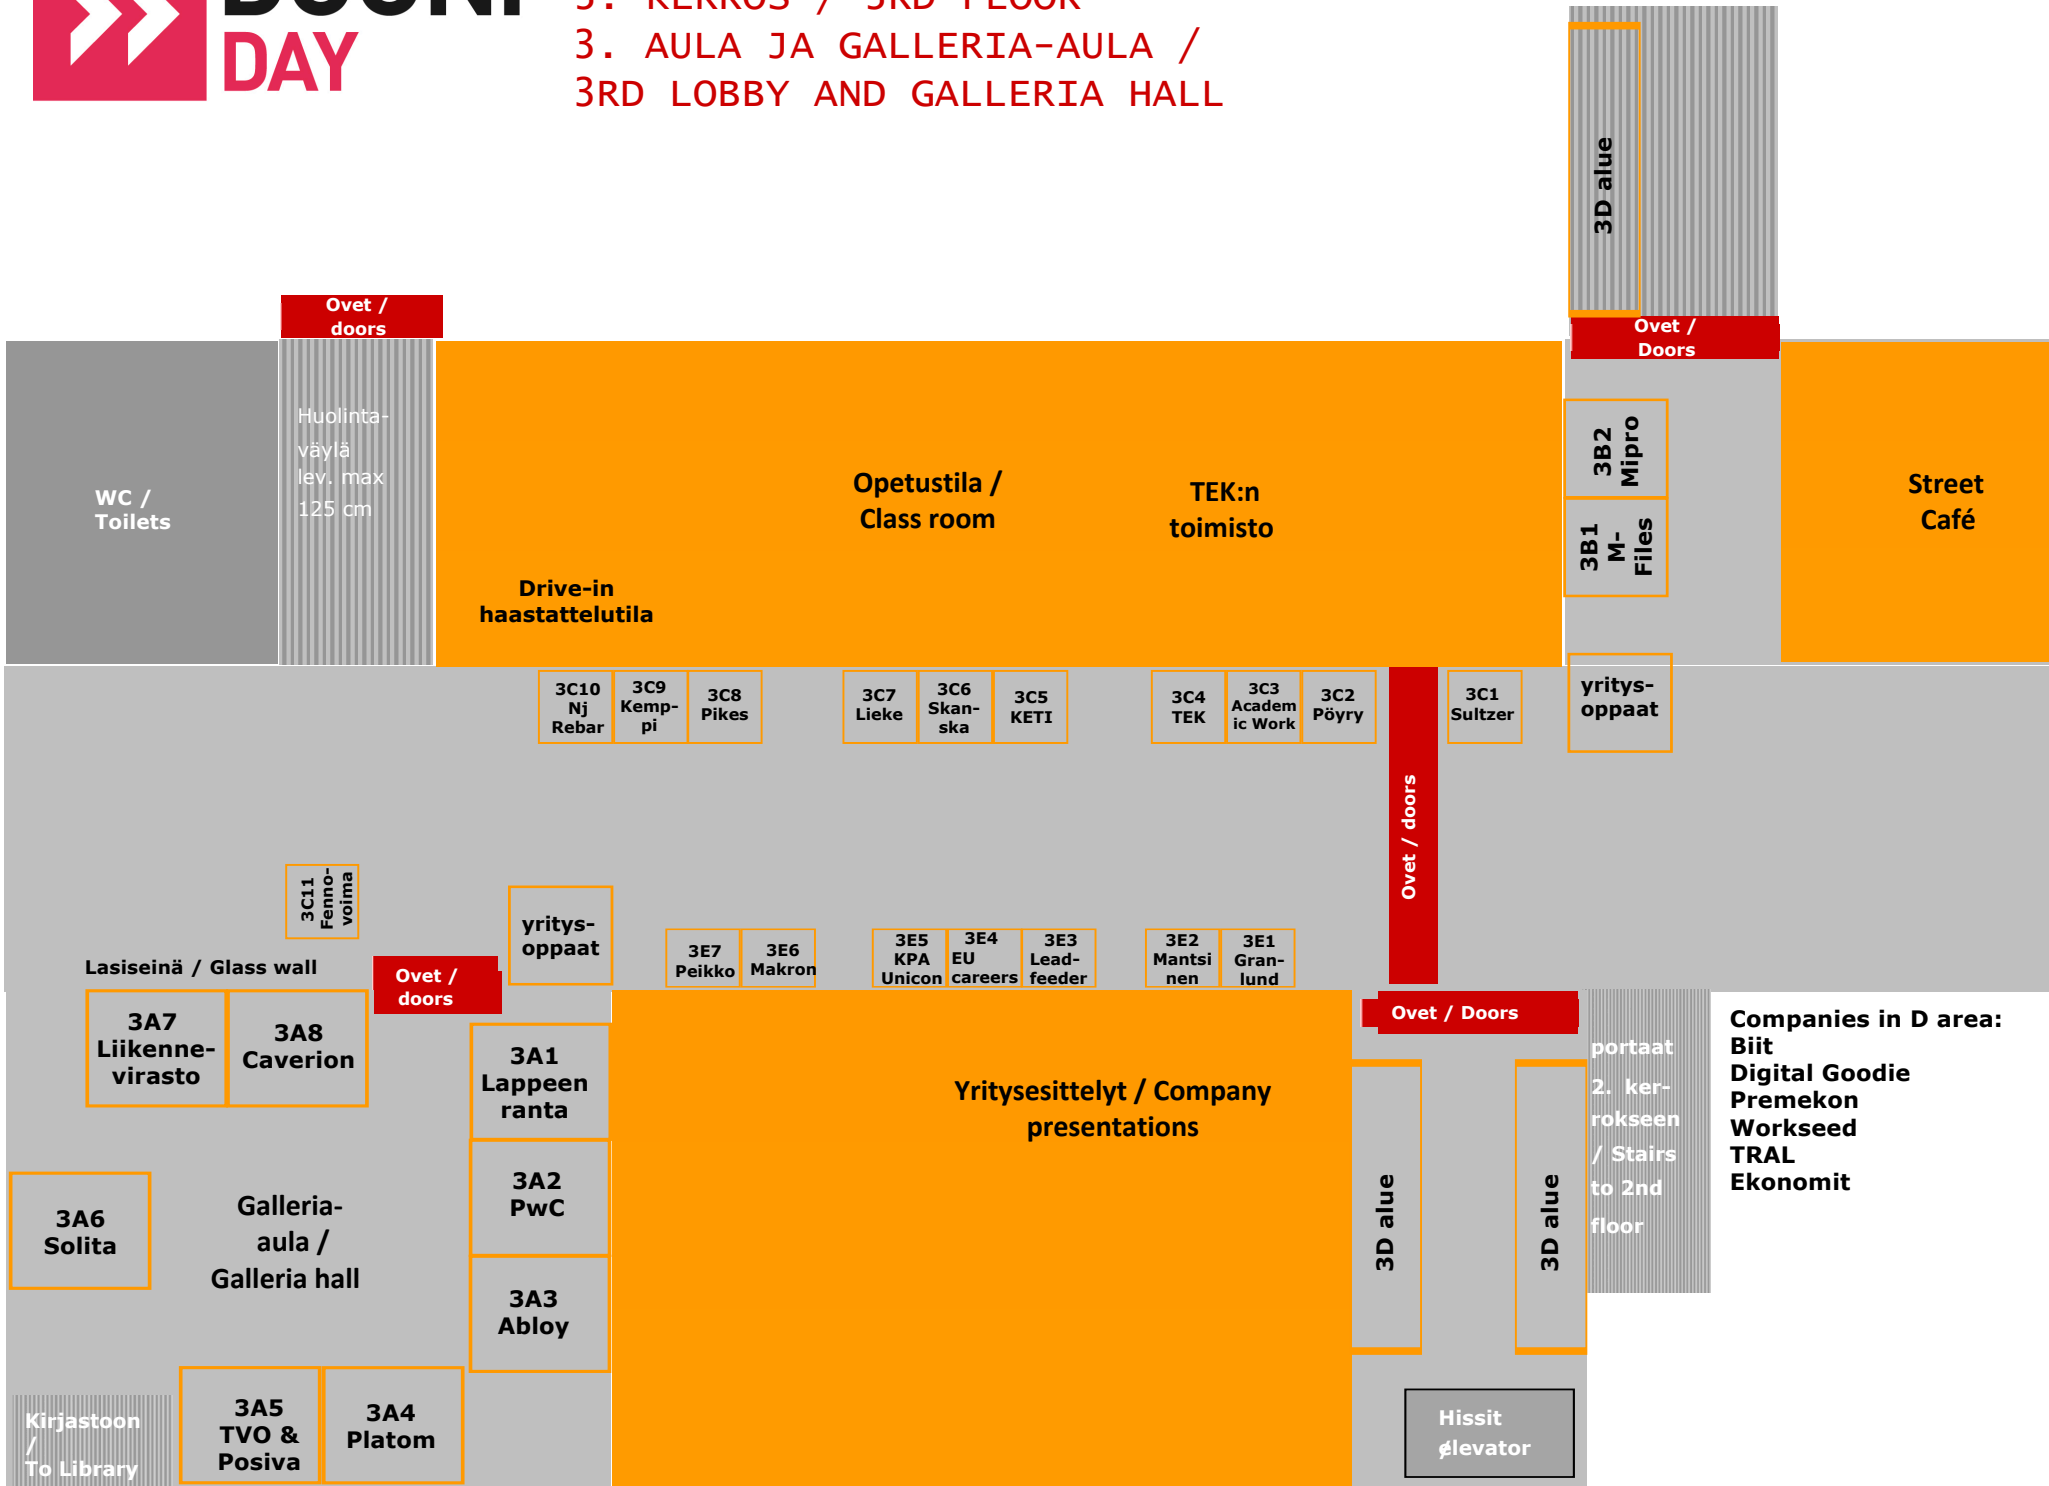 DUUNI
DAY
3. KERROS / 3RD FLOOR
3. AULA JA GALLERIA-AULA /
3RD LOBBY AND GALLERIA HALL
3D alue
Ovet /
doors
Ovet /
Doors
WC /
Toilets
Huolinta-
väylä
lev. max
125 cm
Opetustila /
Class room
TEK:n
toimisto
Drive-in
haastattelutila
3B2
Mipro
3B1
M-
Files
Street
Café
3C10
Nj
Rebar
3C9
Kemp-
pi
3C8
Pikes
3C7
Lieke
3C6
Skan-
ska
3C5
KETI
3C4
TEK
3C3
Academ
ic Work
3C2
Pöyry
3C1
Sultzer
yritys-
oppaat
Ovet / doors
3C11
Fenno-
voima
yritys-
oppaat
3E7
Peikko
3E6
Makron
3E5
KPA
Unicon
3E4
EU
careers
3E3
Lead-
feeder
3E2
Mantsi
nen
3E1
Gran-
lund
Lasiseinä / Glass wall
Ovet /
doors
Ovet / Doors
3A7
Liikenne-
virasto
3A8
Caverion
3A1
Lappeen
ranta
3A2
PwC
3A3
Abloy
3A6
Solita
Galleria-
aula /
Galleria hall
Yritysesittelyt / Company
presentations
3D alue
3D alue
portaat
2. ker-
rokseen
/ Stairs
to 2nd
floor
Companies in D area:
Biit
Digital Goodie
Premekon
Workseed
TRAL
Ekonomit
Kirjastoon
/
To Library
3A5
TVO &
Posiva
3A4
Platom
Hissit
/
elevator